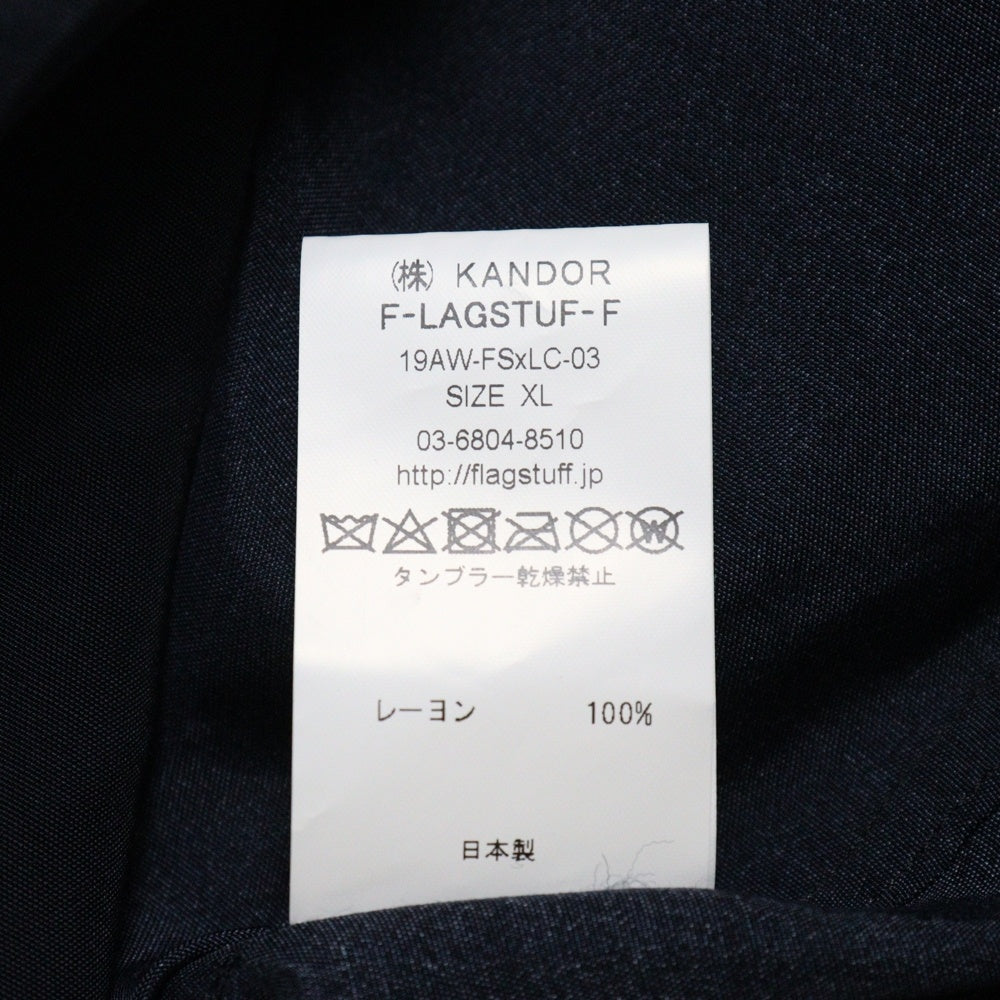 (株) KANDOR
F-LAGSTUF-F
19AW-FSxLC-03
SIZE XL
03-6804-8510
http://flagstuff.jp
W
タンブラー乾燥禁止
レーヨン 100%
日本製